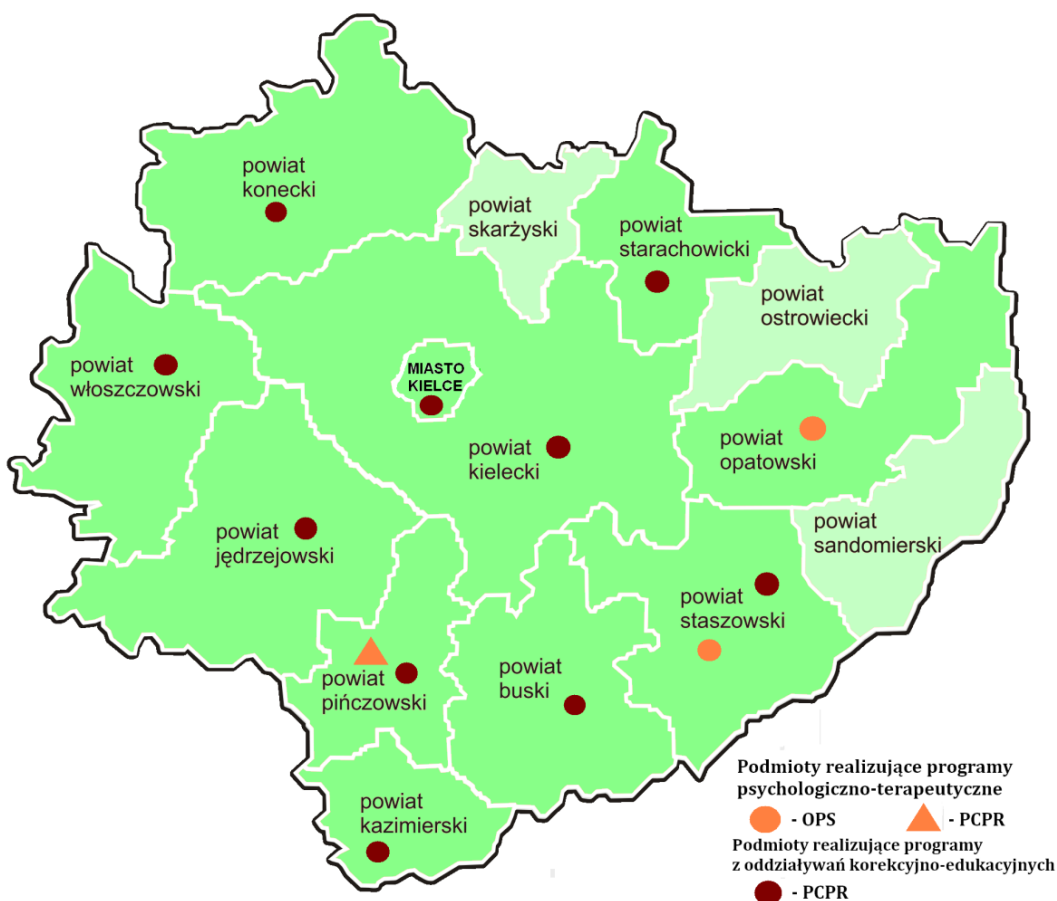 powiat
konecki
powiat
skarżyski
powiat
starachowicki
powiat
ostrowiecki
powiat
włoszczowski
MIASTO
KIELCE
powiat
kielecki
powiat
opatowski
powiat
jędrzejowski
powiat
sandomierski
powiat
staszowski
powiat
pińczowski
powiat
buski
powiat
kazimierski
Podmioty realizujące programy
psychologiczno-terapeutyczne
- OPS - PCPR
Podmioty realizujące programy
z oddziaływań korekcyjno-edukacyjnych
- PCPR